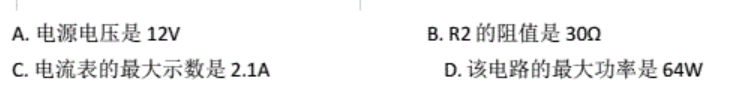 A. 电源电压是 12V B. R2 的阻值是 30Ω
C. 电流表的最大示数是 2.1A D. 该电路的最大功率是 64W